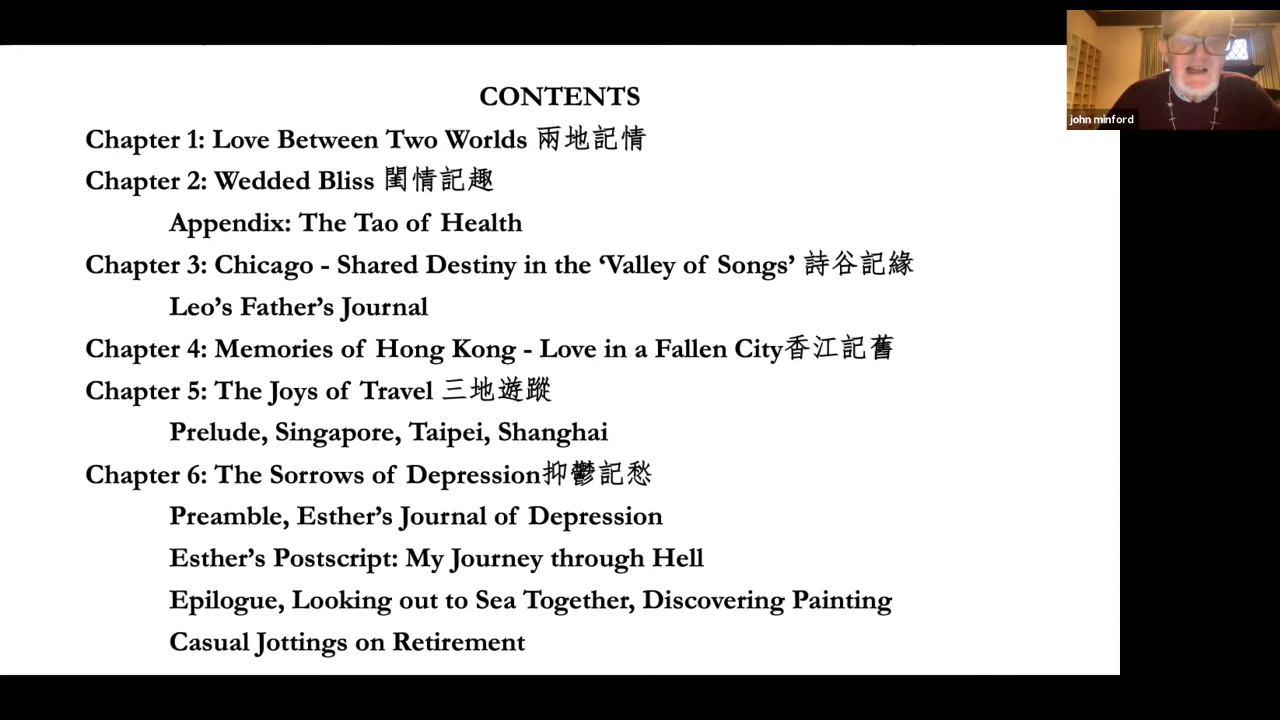 CONTENTS
Chapter 1: Love Between Two Worlds 兩地記情
Chapter 2: Wedded Bliss 閨情記趣
Appendix: The Tao of Health
Chapter 3: Chicago - Shared Destiny in the ‘Valley of Songs’ 詩谷記緣
Leo’s Father’s Journal
Chapter 4: Memories of Hong Kong - Love in a Fallen City香江記舊
Chapter 5: The Joys of Travel 三地遊蹤
Prelude, Singapore, Taipei, Shanghai
Chapter 6: The Sorrows of Depression抑鬱記愁
Preamble, Esther’s Journal of Depression
Esther’s Postscript: My Journey through Hell
Epilogue, Looking out to Sea Together, Discovering Painting
Casual Jottings on Retirement
john minford